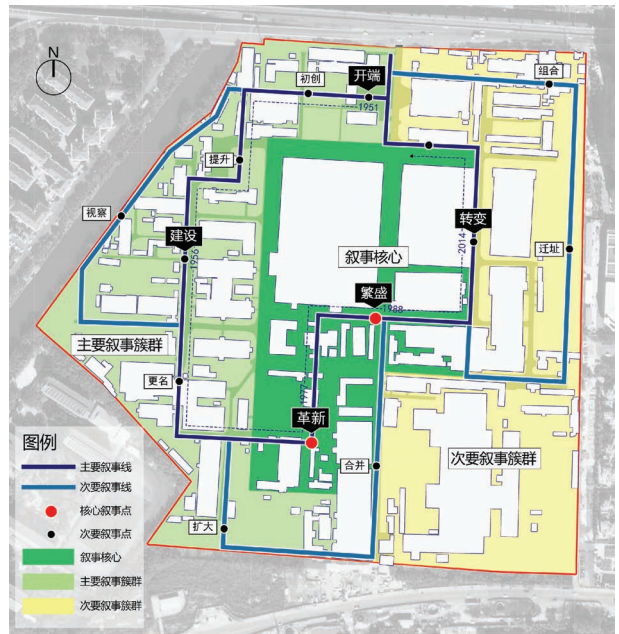 N
初创
开端
1951
组合
提升
视察
建设
1956
转变
2014
迁址
叙事核心
繁盛
1988
主要叙事簇群
更名
1977
革新
合并
次要叙事簇群
扩大
图例
主要叙事线
次要叙事线
核心叙事点
次要叙事点
叙事核心
主要叙事簇群
次要叙事簇群